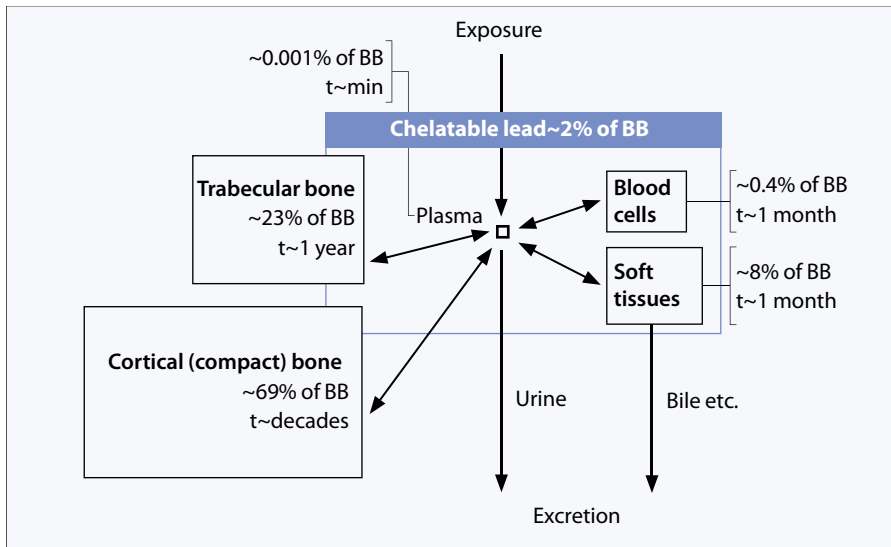 Exposure
~0.001% of BB
t~min
Chelatable lead~2% of BB
Trabecular bone
~23% of BB
t~1 year
Plasma
Blood
cells
~0.4% of BB
t~1 month
Soft
tissues
~8% of BB
t~1 month
Cortical (compact) bone
~69% of BB
t~decades
Urine
Bile etc.
Excretion